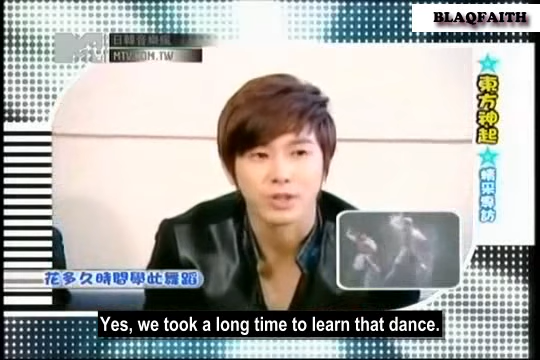 BLAQFAITH
日韓音樂瘋
MTV.COM.TW
★東方神起★精采專訪
花多久時間學此舞蹈
Yes, we took a long time to learn that dance.